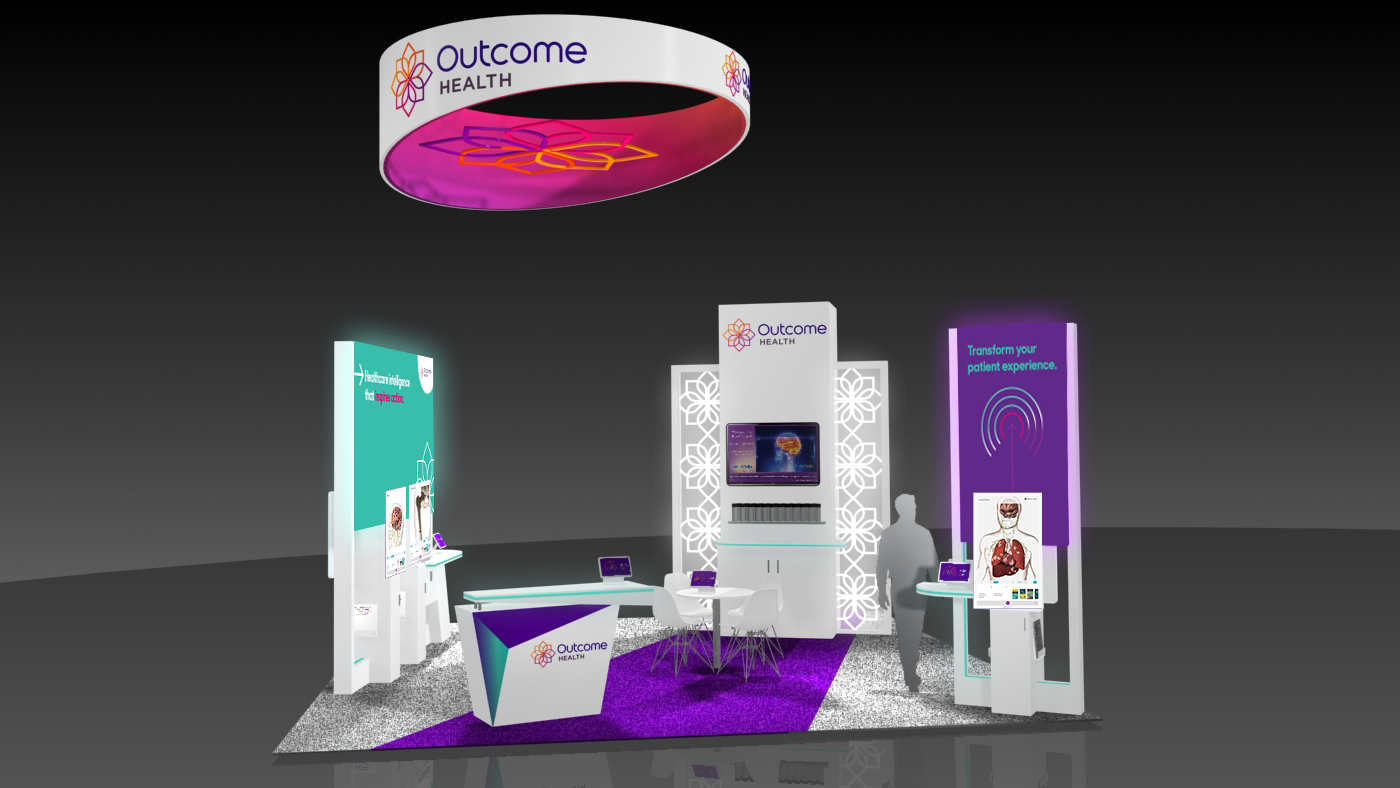 Outcome
HEALTH
Outcome
HEALTH
Transform your
patient experience.
Healthcare intelligence
that inspires action.
Outcome
HEALTH